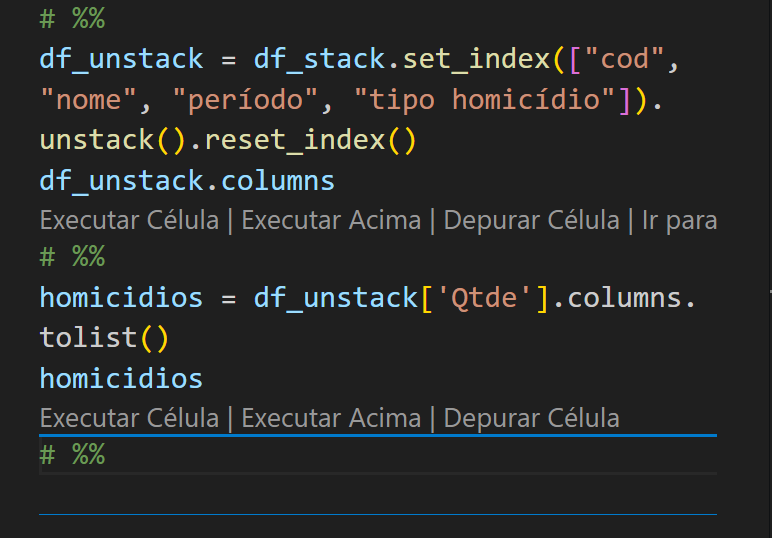 # %%
df_unstack = df_stack.set_index(["cod",
"nome", "período", "tipo homicídio"]).
unstack().reset_index()
df_unstack.columns
Executar Célula | Executar Acima | Depurar Célula | Ir para
# %%
homicidios = df_unstack['Qtde'].columns.
tolist()
homicidios
Executar Célula | Executar Acima | Depurar Célula
# %%